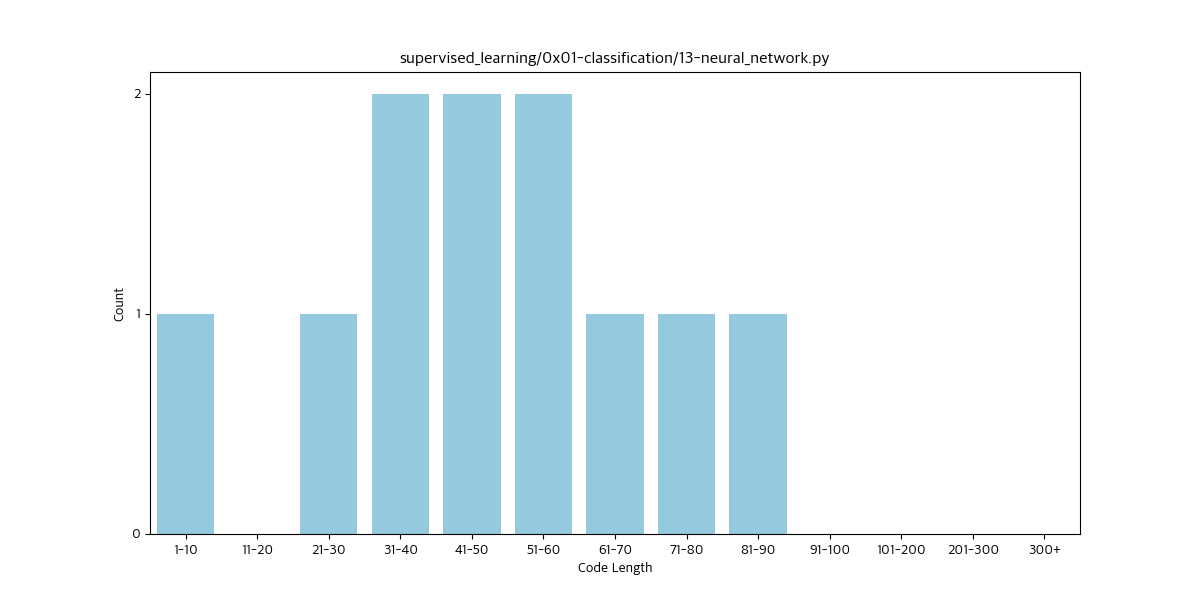 supervised_learning/0x01-classification/13-neural_network.py
Count
2
1
0
1-10 11-20 21-30 31-40 41-50 51-60 61-70 71-80 81-90 91-100 101-200 201-300 300+
Code Length